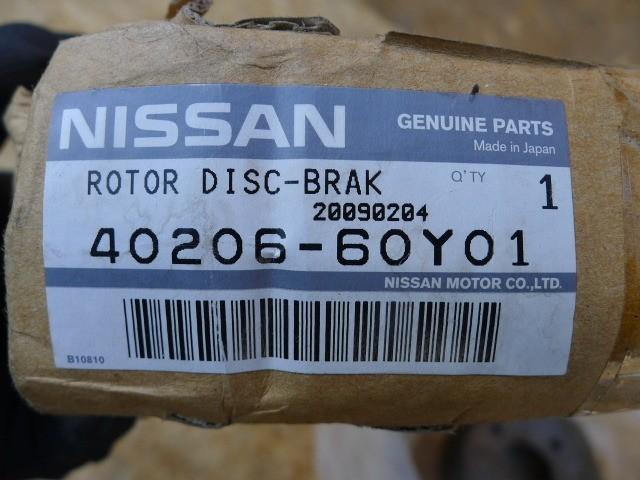 NISSAN
GENUINE PARTS
Made in Japan
ROTOR DISC-BRAK Q'TY 1
20090204
40206-60Y01
NISSAN MOTOR CO.,LTD.
B10810